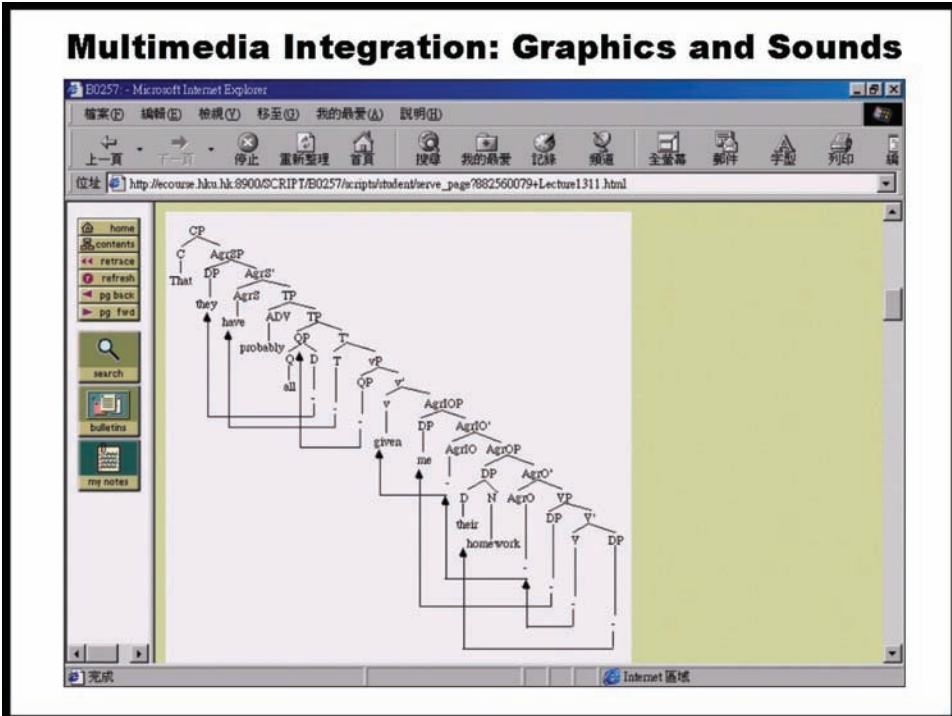 Multimedia Integration: Graphics and Sounds
B0257: - Microsoft Internet Explorer
檔案(F) 編輯(E) 檢視(V) 移至(G) 我的最愛(A) 説明(H)
上一頁 下一頁 停止 重新整理 首頁 搜尋 我的最愛 記錄 頻道 全螢幕 郵件 字型 列印 編
位址 http://ecourse.hku.hk:8900/SCRIPT/B0257/scripts/student/serve_page?882560079+Lecture1311.html
home
contents
retrace
refresh
pg back
pg fwd
search
bulletins
my notes
CP
C AgrSP
That DP AgrS'
they AgrS TP
have ADV TP
probably QP T'
Q D T vP
all QP v'
v AgrIOP
given DP AgrIO'
me AgrIO AgrOP
DP AgrO'
D N AgrO VP
their DP V'
homework V DP
完成 Internet 區域